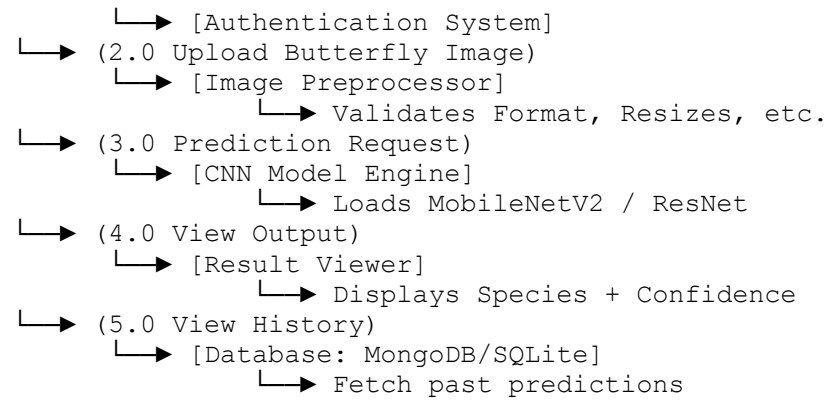 └──► [Authentication System]
└──► (2.0 Upload Butterfly Image)
└──► [Image Preprocessor]
└──► Validates Format, Resizes, etc.
└──► (3.0 Prediction Request)
└──► [CNN Model Engine]
└──► Loads MobileNetV2 / ResNet
└──► (4.0 View Output)
└──► [Result Viewer]
└──► Displays Species + Confidence
└──► (5.0 View History)
└──► [Database: MongoDB/SQLite]
└──► Fetch past predictions